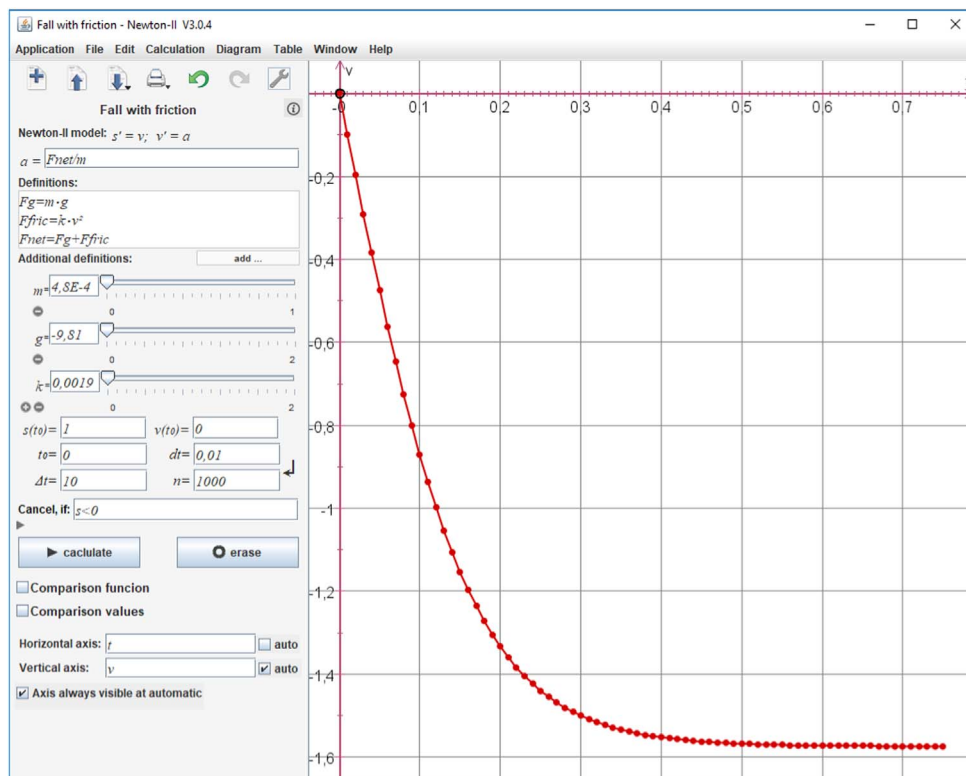 Fall with friction - Newton-II V3.0.4
Application File Edit Calculation Diagram Table Window Help
Fall with friction
Newton-II model: s' = v; v' = a
a = Fnet/m
Definitions:
Fg=m·g
Ffric=k·v²
Fnet=Fg+Ffric
Additional definitions: add ...
m= 4,8E-4
0 1
g= -9,81
0 2
k= 0,0019
0 2
s(t0)= 1 v(t0)= 0
t0= 0 dt= 0,01
Δt= 10 n= 1000
Cancel, if: s<0
caclulate erase
Comparison funcion
Comparison values
Horizontal axis: t auto
Vertical axis: v auto
Axis always visible at automatic
v
-0 0,1 0,2 0,3 0,4 0,5 0,6 0,7
-0,2
-0,4
-0,6
-0,8
-1
-1,2
-1,4
-1,6